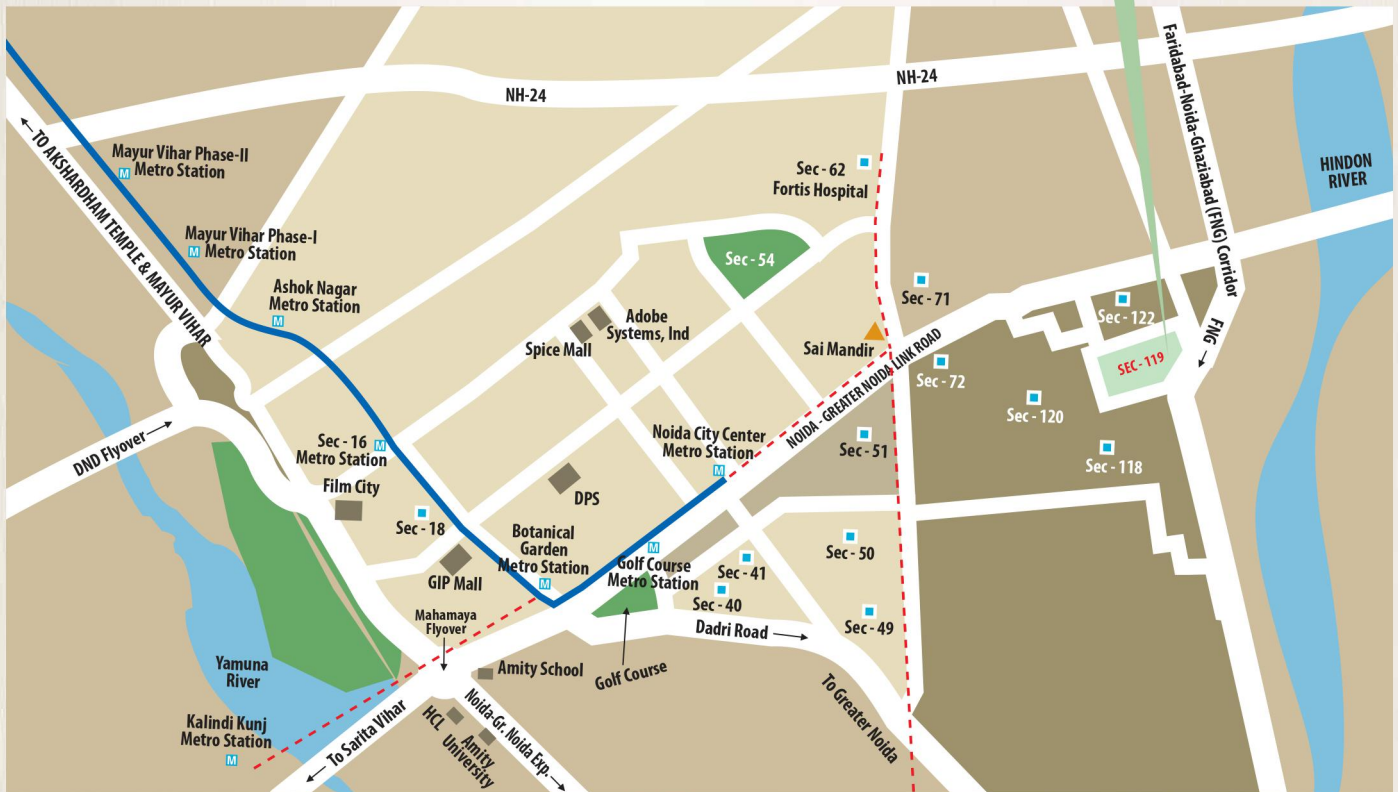 NH-24
NH-24
Faridabad-Noida-Ghaziabad (FNG) Corridor
HINDON
RIVER
← TO AKSHARDHAM TEMPLE & MAYUR VIHAR
Mayur Vihar Phase-II
M Metro Station
Mayur Vihar Phase-I
M Metro Station
Ashok Nagar
Metro Station
M
Sec - 62
Fortis Hospital
Sec - 54
Sec - 71
Sec - 122
FNG →
Adobe
Systems, Ind
Spice Mall
Sai Mandir
NOIDA - GREATER NOIDA LINK ROAD
SEC - 119
Sec - 72
Sec - 120
Sec - 118
Sec - 51
Noida City Center
Metro Station
M
DND Flyover →
Sec - 16 M
Metro Station
Film City
Sec - 18
DPS
GIP Mall
Botanical
Garden
Metro Station
M
Golf Course
Metro Station
M
Sec - 41
Sec - 40
Sec - 50
Sec - 49
Mahamaya
Flyover
Dadri Road →
Amity School
Golf Course
Yamuna
River
Kalindi Kunj
Metro Station
M
← To Sarita Vihar
HCL
Amity
University
Noida-Gr. Noida Exp. →
To Greater Noida